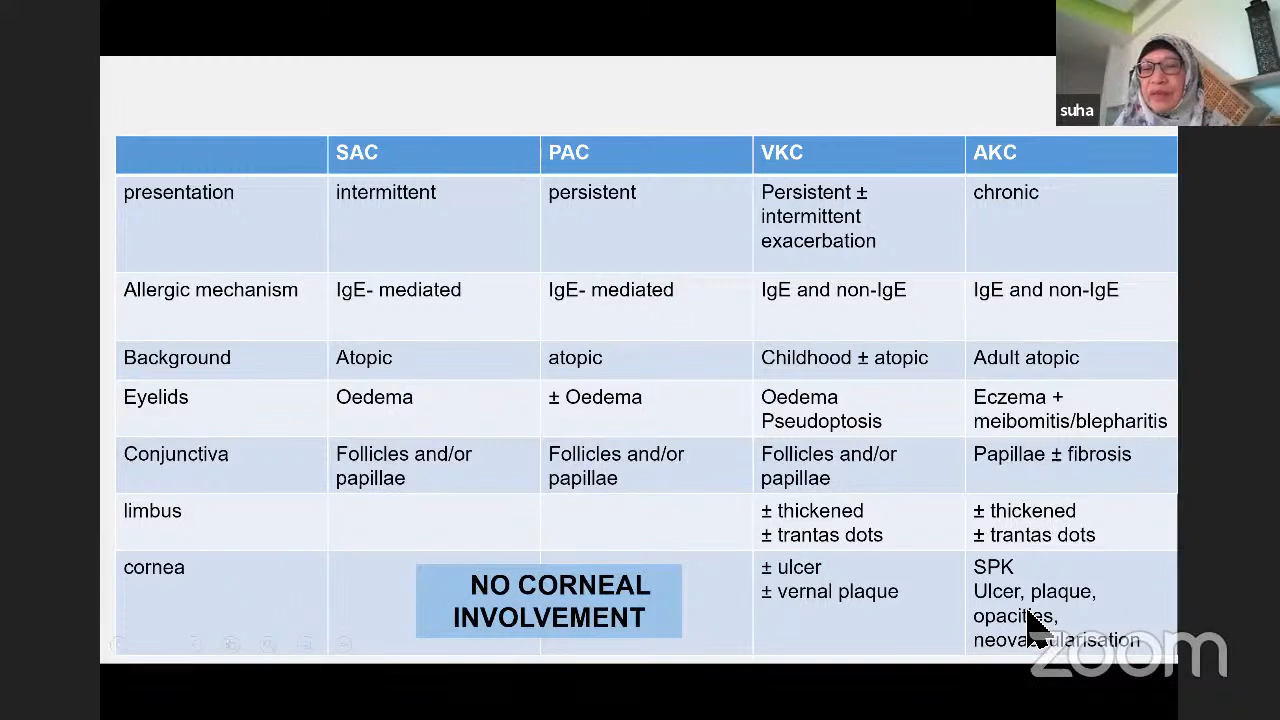 suha
SAC PAC VKC AKC
presentation intermittent persistent Persistent ± chronic
intermittent
exacerbation
Allergic mechanism IgE- mediated IgE- mediated IgE and non-IgE IgE and non-IgE
Background Atopic atopic Childhood ± atopic Adult atopic
Eyelids Oedema ± Oedema Oedema Eczema +
Pseudoptosis meibomitis/blepharitis
Conjunctiva Follicles and/or Follicles and/or Follicles and/or Papillae ± fibrosis
papillae papillae papillae
limbus ± thickened ± thickened
± trantas dots ± trantas dots
cornea ± ulcer SPK
NO CORNEAL ± vernal plaque Ulcer, plaque,
INVOLVEMENT opacities,
neovascularisation
zoom